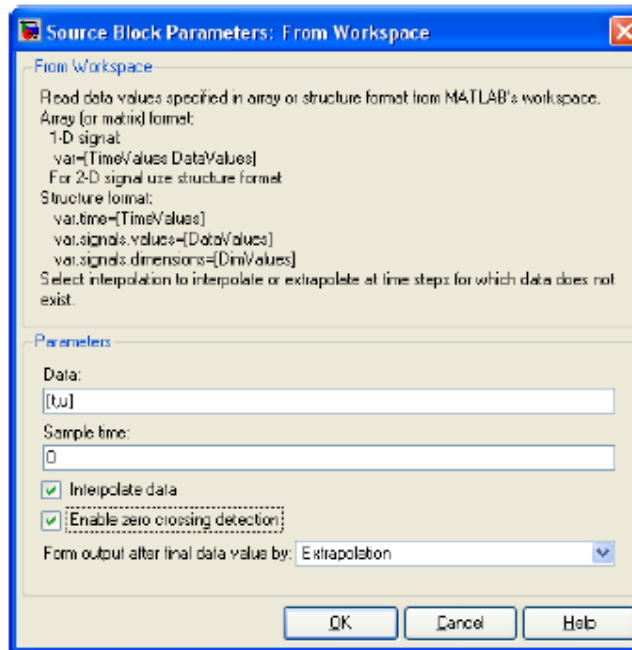 Source Block Parameters: From Workspace
From Workspace
Read data values specified in array or structure format from MATLAB's workspace.
Array (or matrix) format:
1-D signal:
var=[TimeValues DataValues]
For 2-D signal use structure format
Structure format:
var.time=[TimeValues]
var.signals.values=[DataValues]
var.signals.dimensions=[DimValues]
Select interpolation to interpolate or extrapolate at time steps for which data does not
exist.
Parameters
Data:
[t,u]
Sample time:
0
Interpolate data
Enable zero crossing detection
Form output after final data value by: Extrapolation
OK Cancel Help